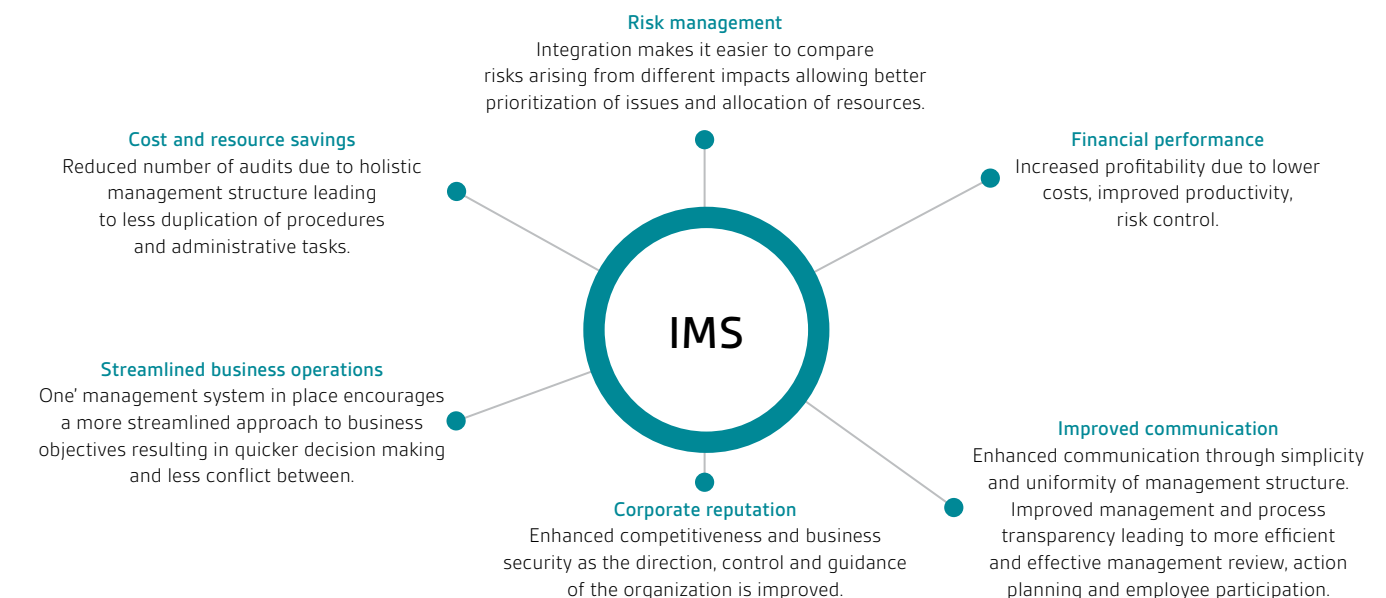 Risk management
Integration makes it easier to compare
risks arising from different impacts allowing better
prioritization of issues and allocation of resources.
Cost and resource savings
Reduced number of audits due to holistic
management structure leading
to less duplication of procedures
and administrative tasks.
Financial performance
Increased profitability due to lower
costs, improved productivity,
risk control.
IMS
Streamlined business operations
One’ management system in place encourages
a more streamlined approach to business
objectives resulting in quicker decision making
and less conflict between.
Improved communication
Enhanced communication through simplicity
and uniformity of management structure.
Improved management and process
transparency leading to more efficient
and effective management review, action
planning and employee participation.
Corporate reputation
Enhanced competitiveness and business
security as the direction, control and guidance
of the organization is improved.